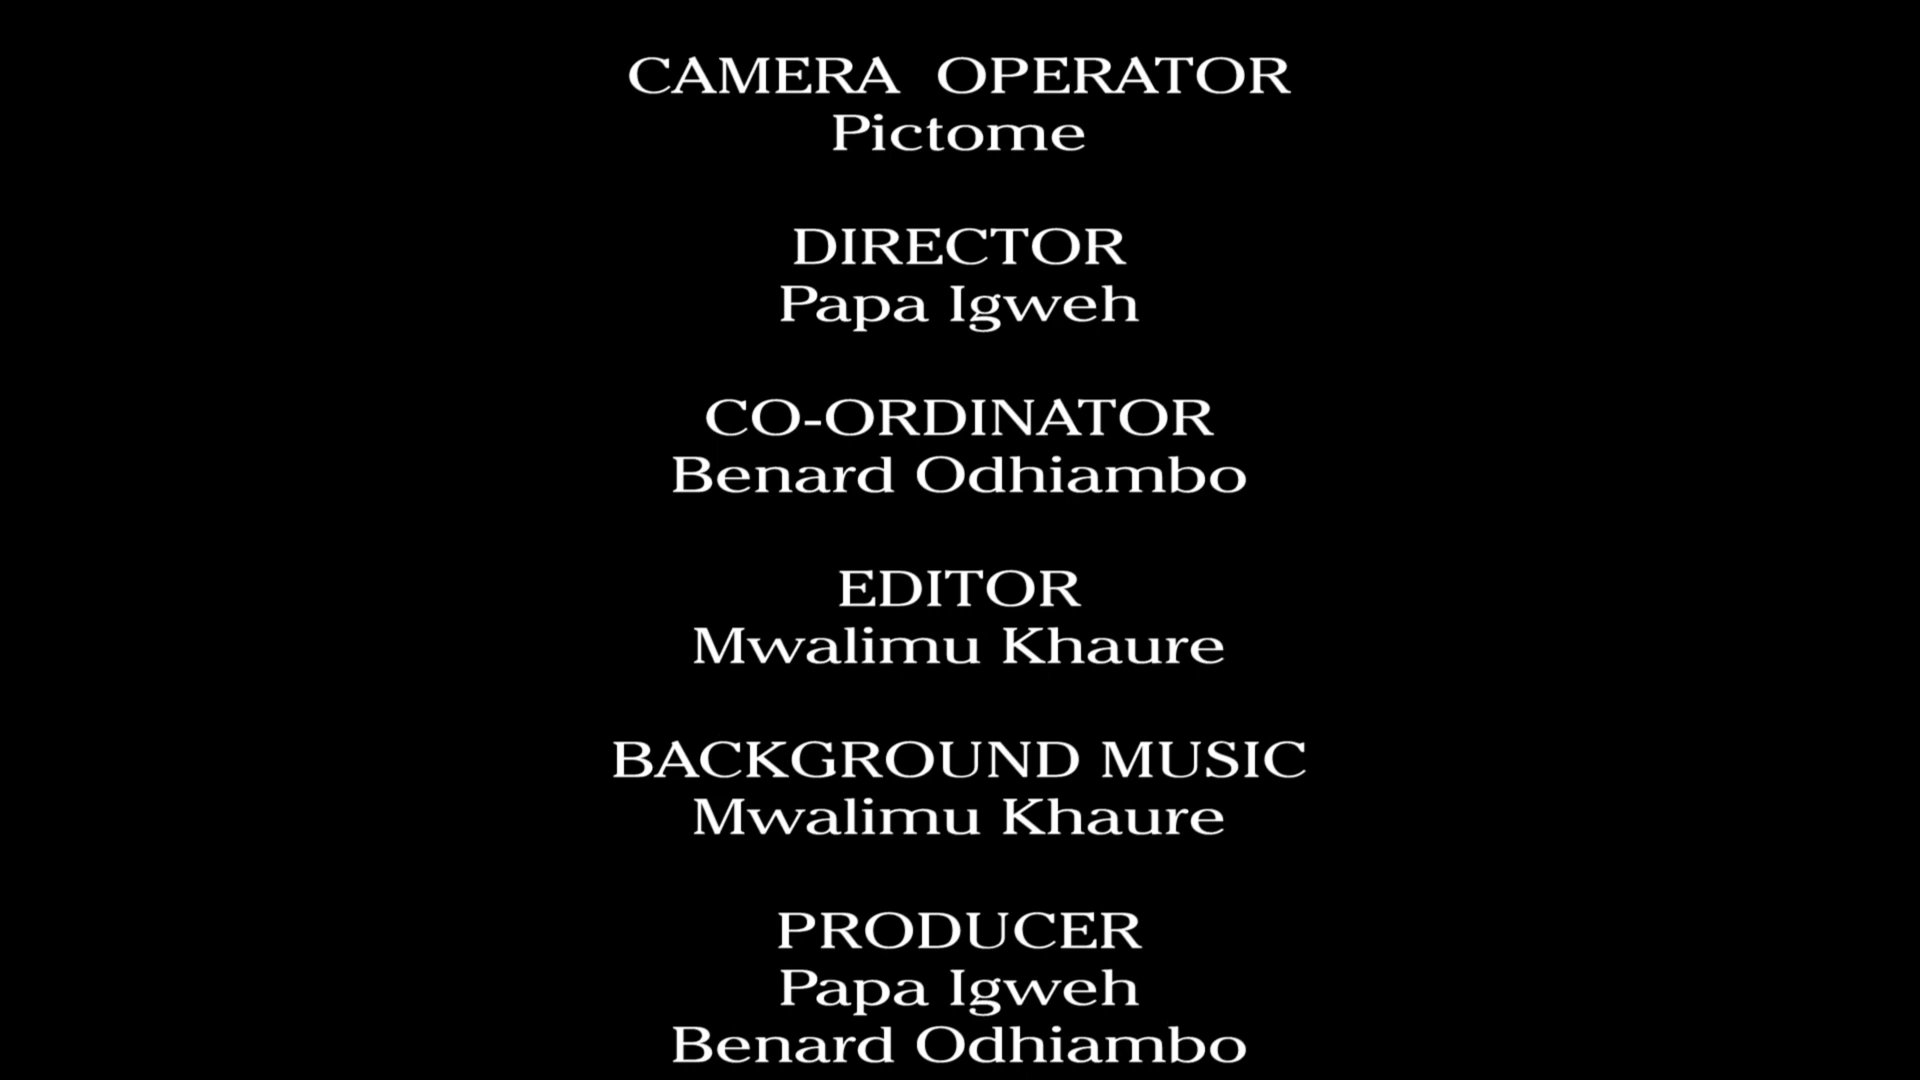 CAMERA OPERATOR
Pictome
DIRECTOR
Papa Igweh
CO-ORDINATOR
Benard Odhiambo
EDITOR
Mwalimu Khaure
BACKGROUND MUSIC
Mwalimu Khaure
PRODUCER
Papa Igweh
Benard Odhiambo